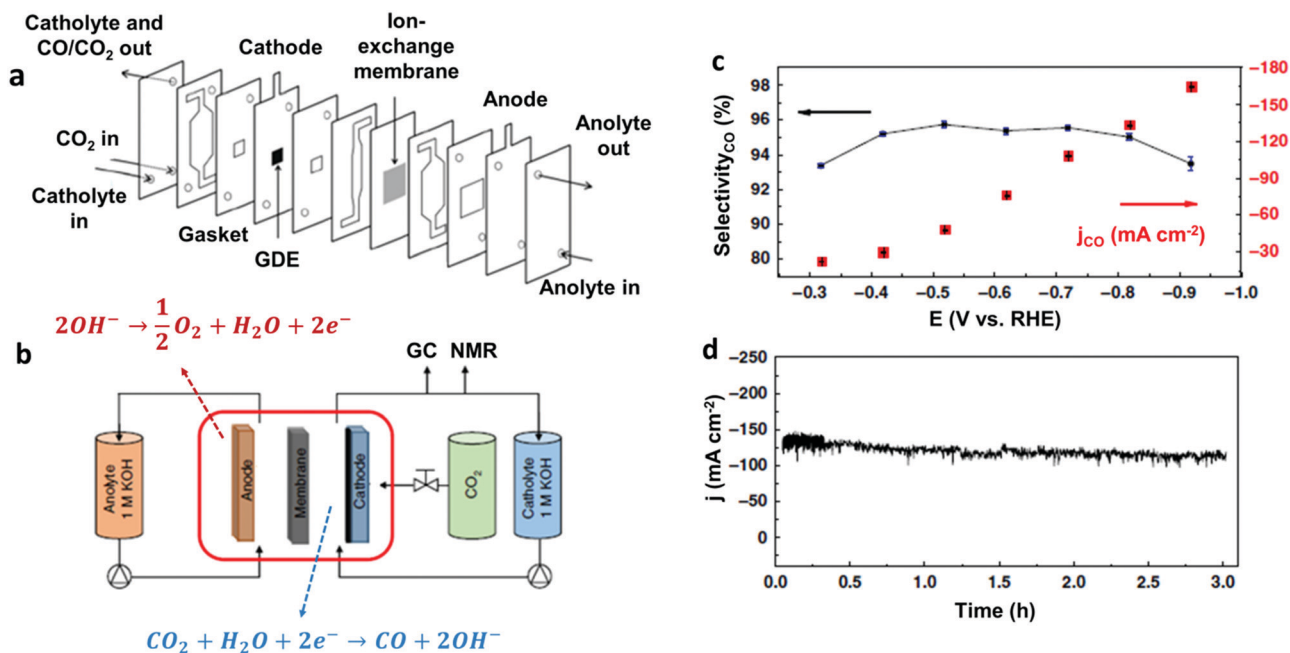 a
Catholyte and
CO/CO₂ out
Cathode
Ion-
exchange
membrane
Anode
Anolyte
out
CO₂ in
Catholyte
in
Gasket
GDE
Anolyte in
b
2OH⁻ → 1/2 O₂ + H₂O + 2e⁻
GC NMR
Anolyte
1 M KOH
Anode
Membrane
Cathode
CO₂
Catholyte
1 M KOH
CO₂ + H₂O + 2e⁻ → CO + 2OH⁻
c
Selectivity_CO (%)
98
96
94
92
90
88
86
84
82
80
−180
−150
−120
−90
−60
−30
j_CO (mA cm⁻²)
−0.3 −0.4 −0.5 −0.6 −0.7 −0.8 −0.9 −1.0
E (V vs. RHE)
d
j (mA cm⁻²)
−250
−200
−150
−100
−50
0
0.0 0.5 1.0 1.5 2.0 2.5 3.0
Time (h)